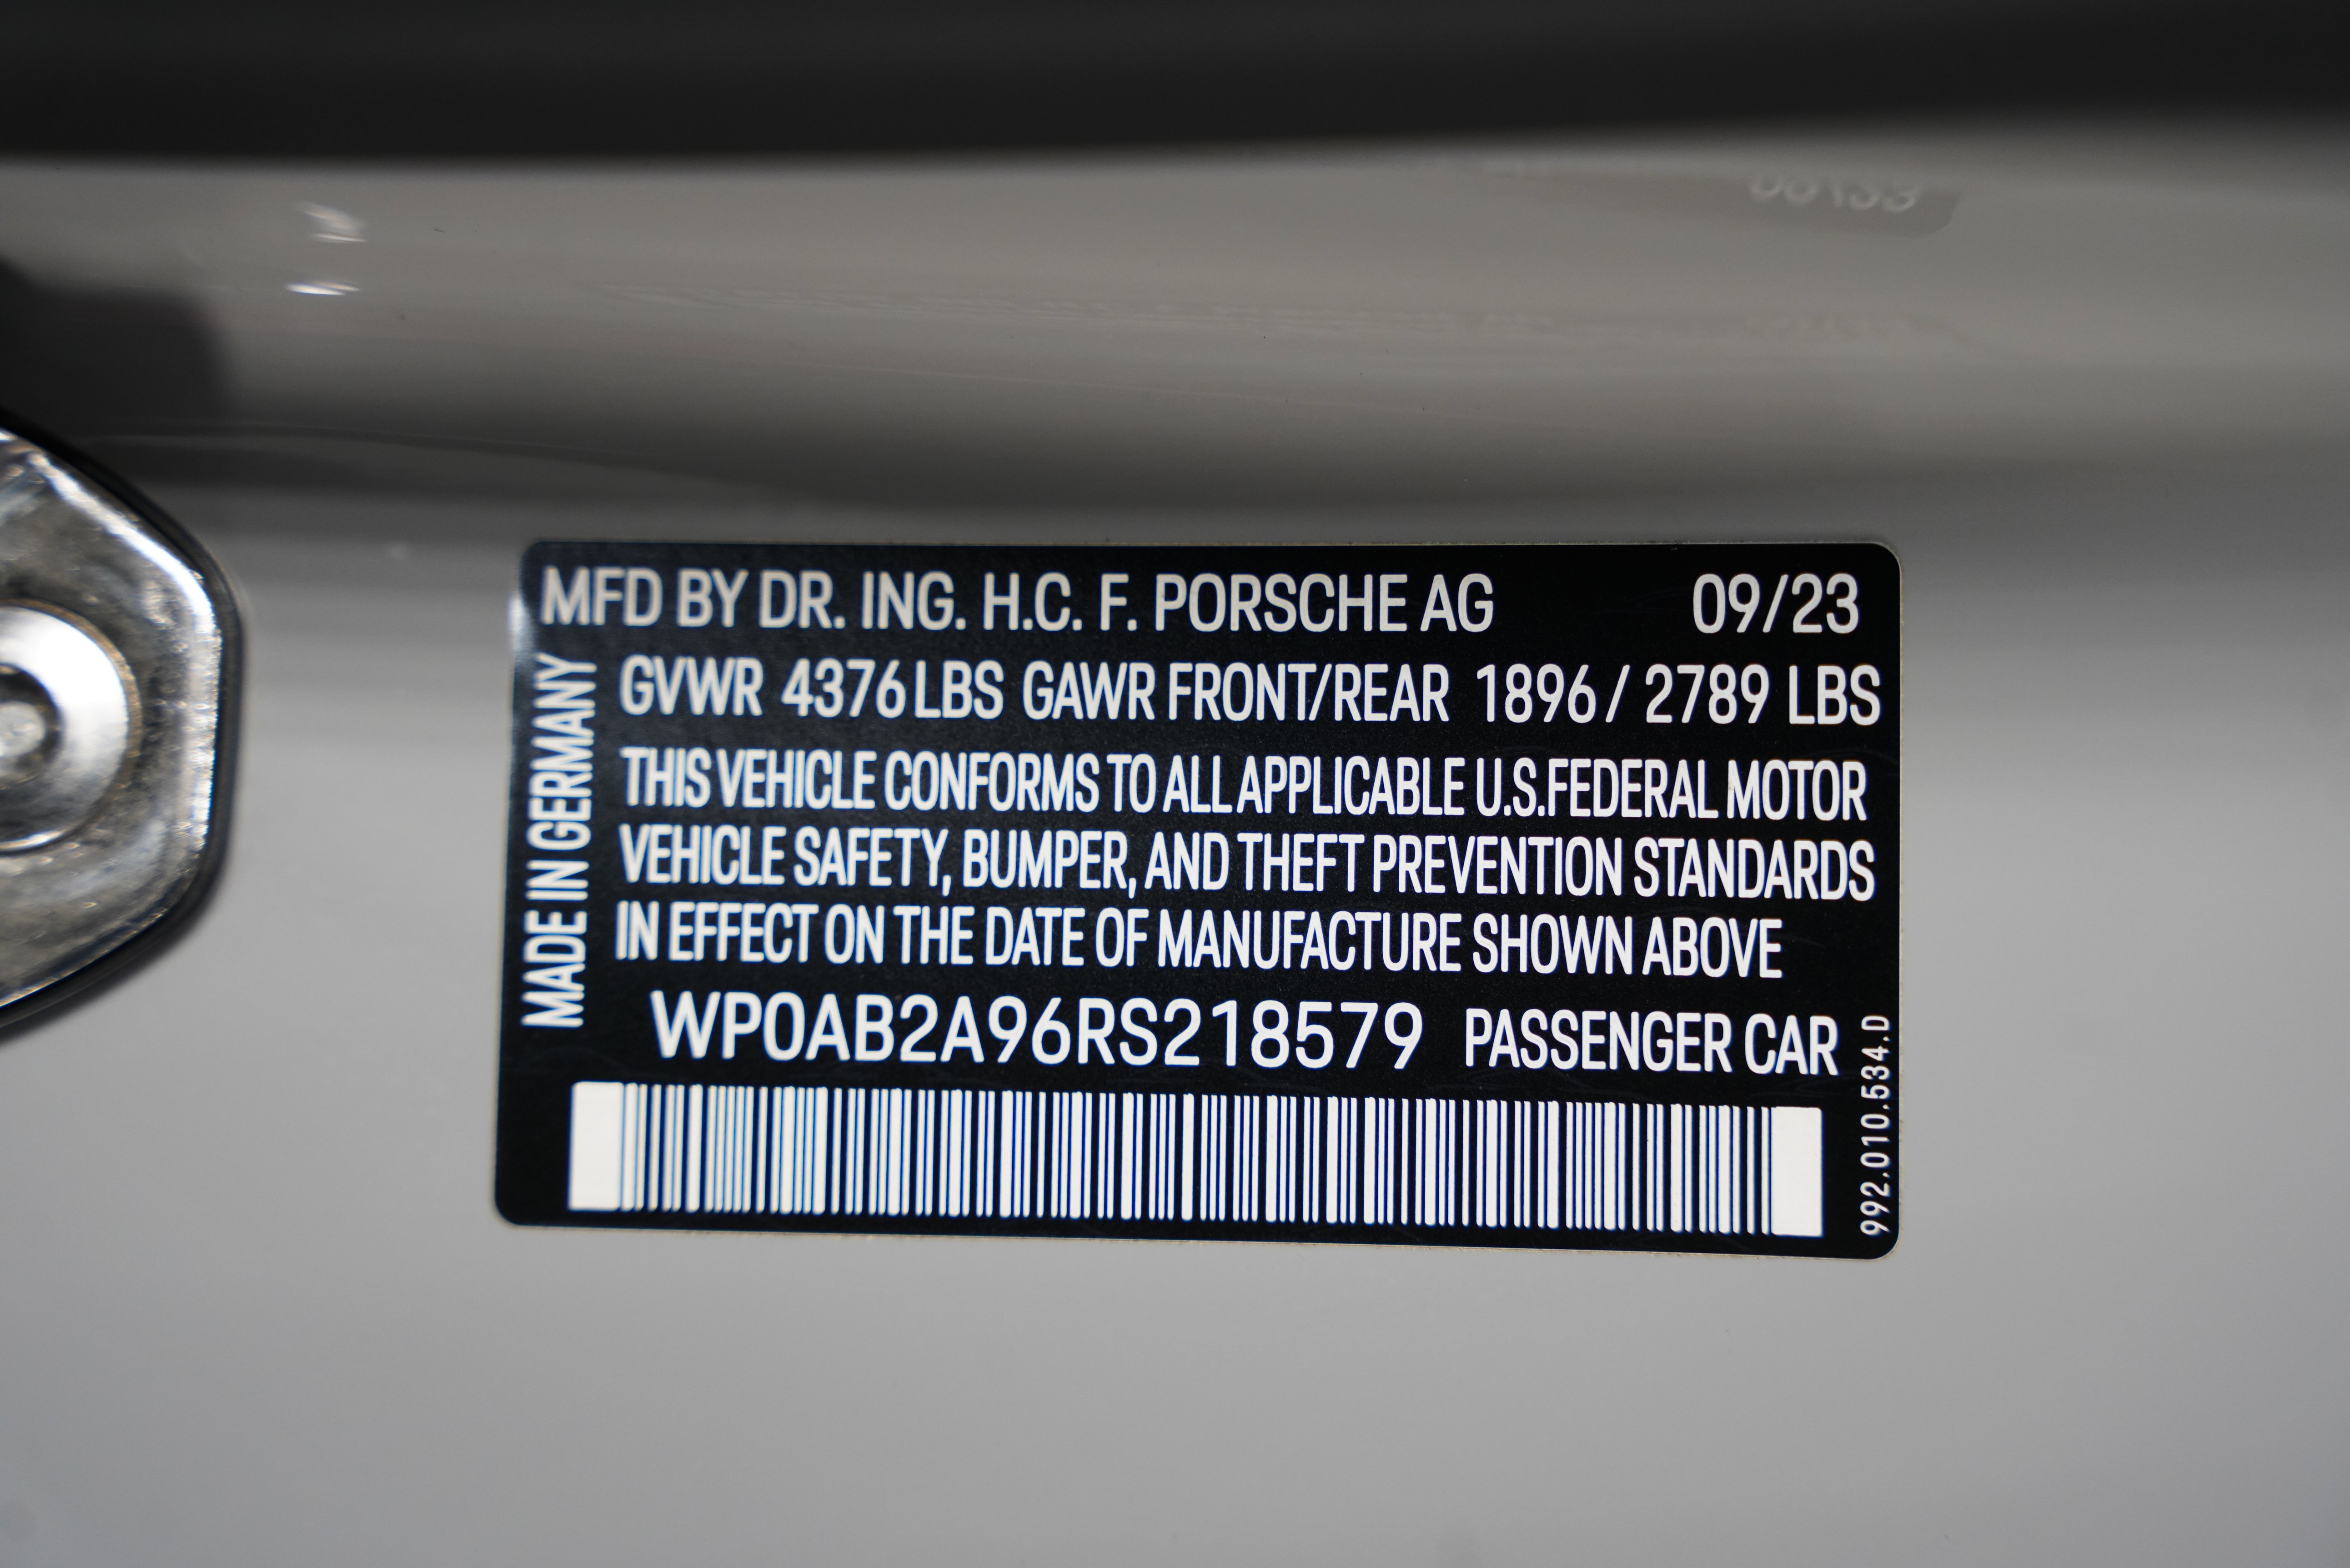 MFD BY DR. ING. H.C. F. PORSCHE AG 09/23
GVWR 4376 LBS GAWR FRONT/REAR 1896 / 2789 LBS
THIS VEHICLE CONFORMS TO ALL APPLICABLE U.S.FEDERAL MOTOR
VEHICLE SAFETY, BUMPER, AND THEFT PREVENTION STANDARDS
IN EFFECT ON THE DATE OF MANUFACTURE SHOWN ABOVE
WP0AB2A96RS218579 PASSENGER CAR
MADE IN GERMANY
992.010.534.D